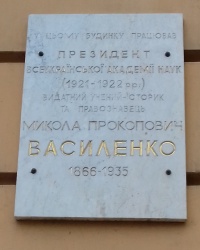 У цьому будинку працював
ПРЕЗИДЕНТ
ВСЕУКРАЇНСЬКОЇ АКАДЕМІЇ НАУК
(1921-1922 рр.)
ВИДАТНИЙ УЧЕНИЙ-ІСТОРИК
ТА ПРАВОЗНАВЕЦЬ
МИКОЛА ПРОКОПОВИЧ
ВАСИЛЕНКО
1866-1935